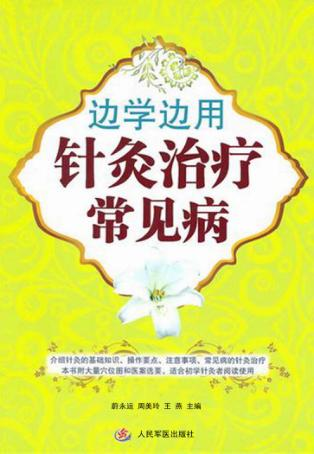 边学边用
针灸治疗
常见病
介绍针灸的基础知识、操作要点、注意事项、常见病的针灸治疗
本书附大量穴位图和医案选要，适合初学针灸者阅读使用
蔚永运 周美玲 王 燕 主编
人民军医出版社